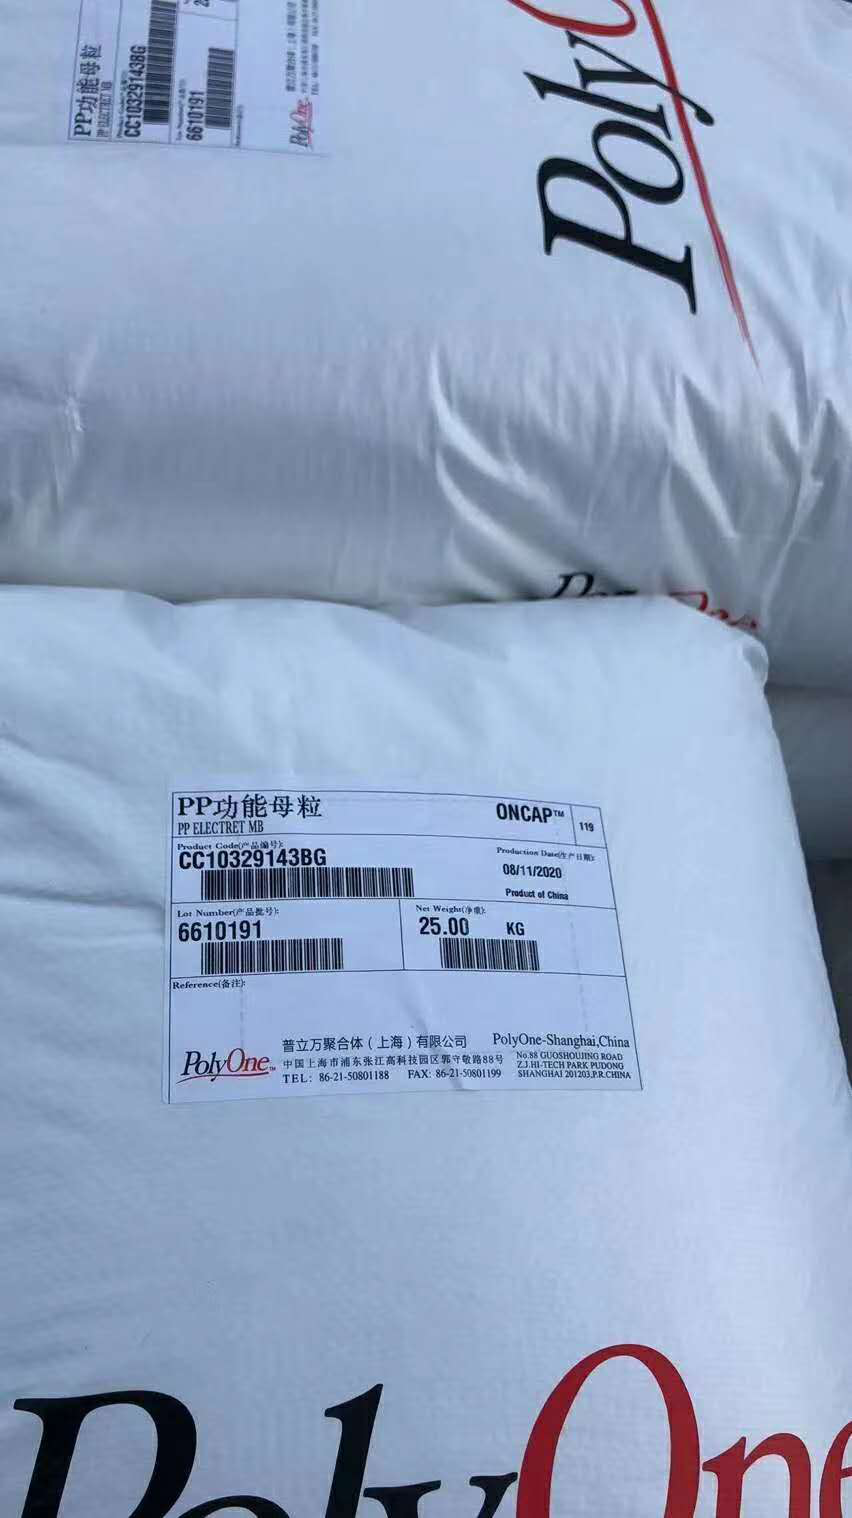 PP功能母粒
PP ELECTRET MB
CC10329143BG
6610191
PolyOne
Poly
PP功能母粒
PP ELECTRET MB
ONCAP™
119
Product Code(产品编号):
CC10329143BG
Production Date(生产日期):
08/11/2020
Product of China
Lot Number(产品批号):
6610191
Net Weight(净重):
25.00 KG
Reference(备注):
PolyOne™
普立万聚合体(上海)有限公司
中国上海市浦东张江高科技园区郭守敬路88号
TEL: 86-21-50801188 FAX: 86-21-50801199
PolyOne-Shanghai,China
No.88 GUOSHOUJING ROAD
Z.J.HI-TECH PARK PUDONG
SHANGHAI 201203.P.R.CHINA
PolyOne